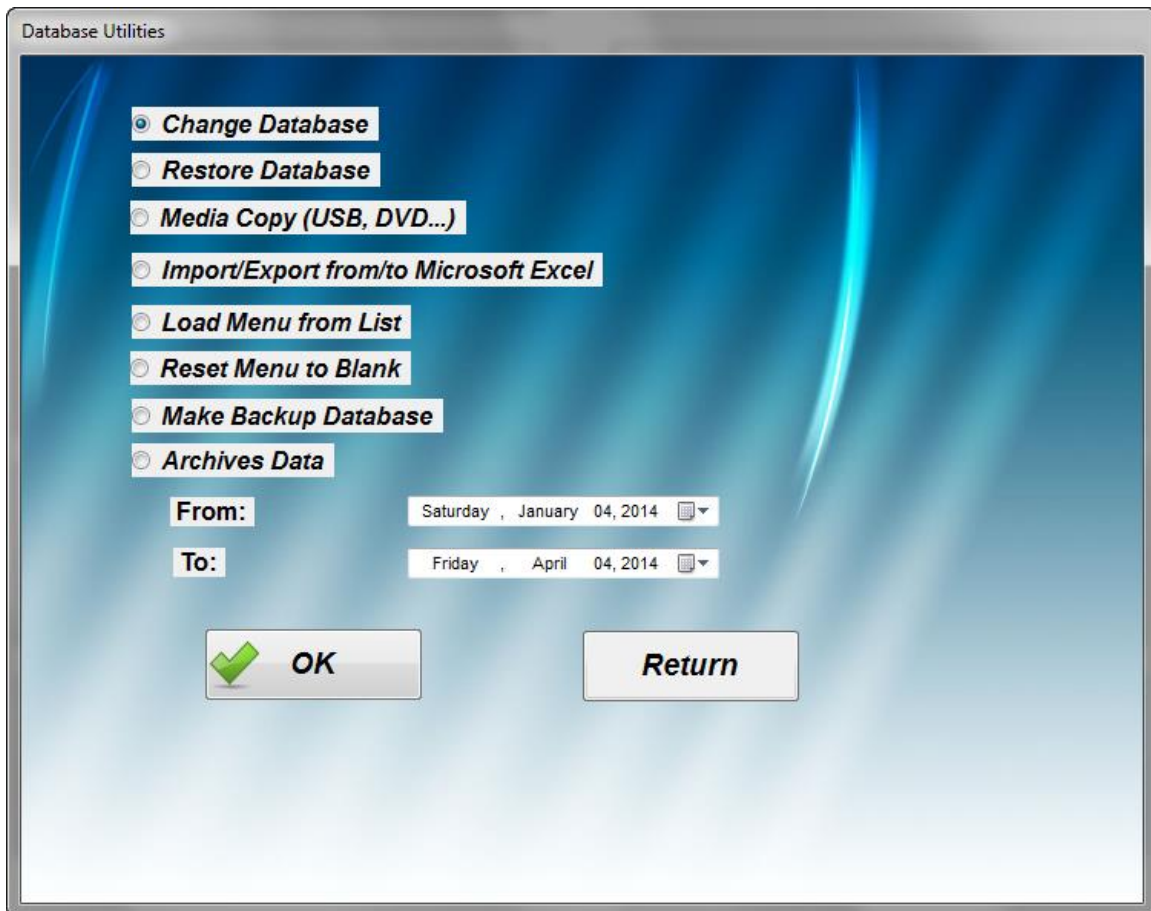 Database Utilities
Change Database
Restore Database
Media Copy (USB, DVD...)
Import/Export from/to Microsoft Excel
Load Menu from List
Reset Menu to Blank
Make Backup Database
Archives Data
From: Saturday , January 04, 2014
To: Friday , April 04, 2014
OK Return